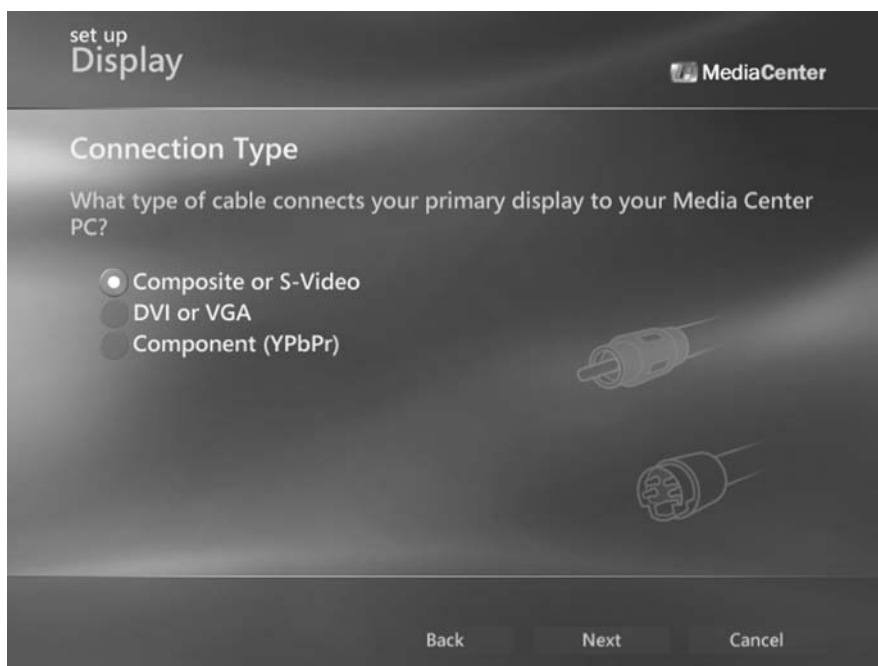 set up
Display
MediaCenter
Connection Type
What type of cable connects your primary display to your Media Center
PC?
Composite or S-Video
DVI or VGA
Component (YPbPr)
Back Next Cancel